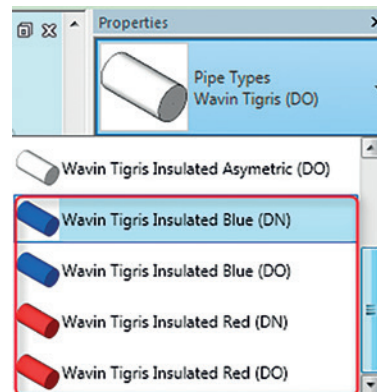 Properties
Pipe Types
Wavin Tigris (DO)
Wavin Tigris Insulated Asymetric (DO)
Wavin Tigris Insulated Blue (DN)
Wavin Tigris Insulated Blue (DO)
Wavin Tigris Insulated Red (DN)
Wavin Tigris Insulated Red (DO)